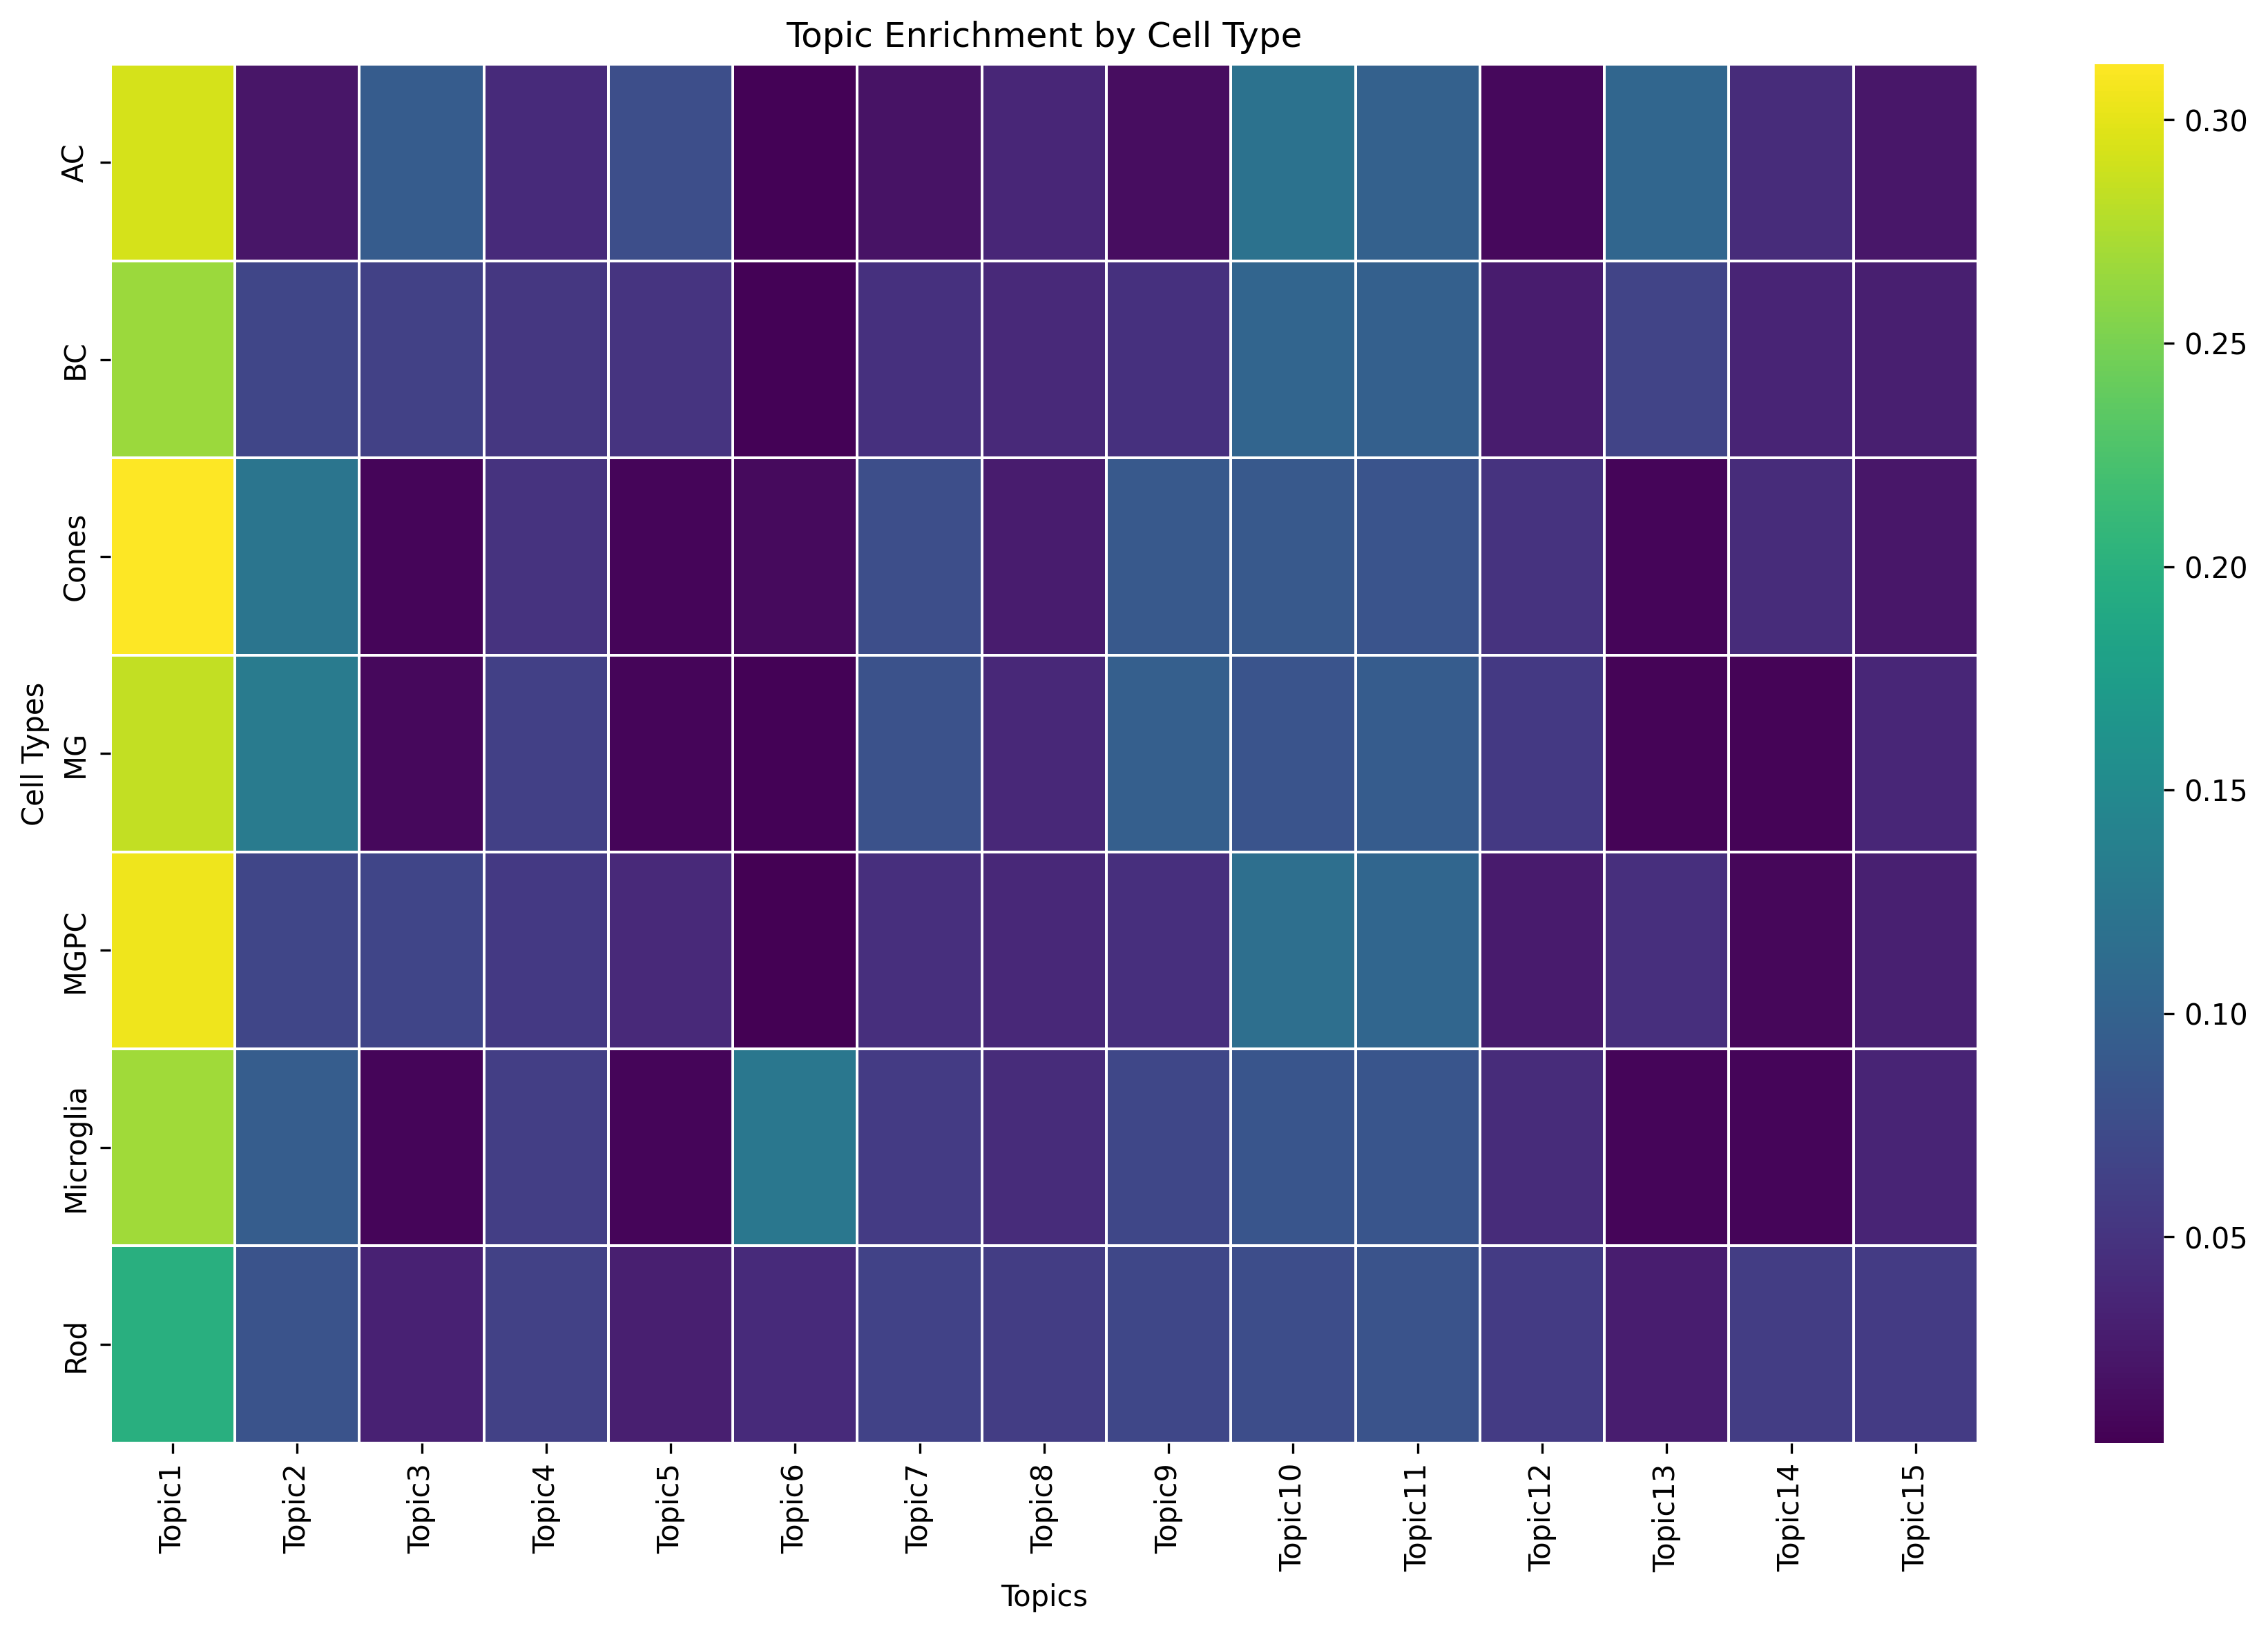 Topic Enrichment by Cell Type
Cell Types
AC
BC
Cones
MG
MGPC
Microglia
Rod
Topic1
Topic2
Topic3
Topic4
Topic5
Topic6
Topic7
Topic8
Topic9
Topic10
Topic11
Topic12
Topic13
Topic14
Topic15
Topics
0.30
0.25
0.20
0.15
0.10
0.05